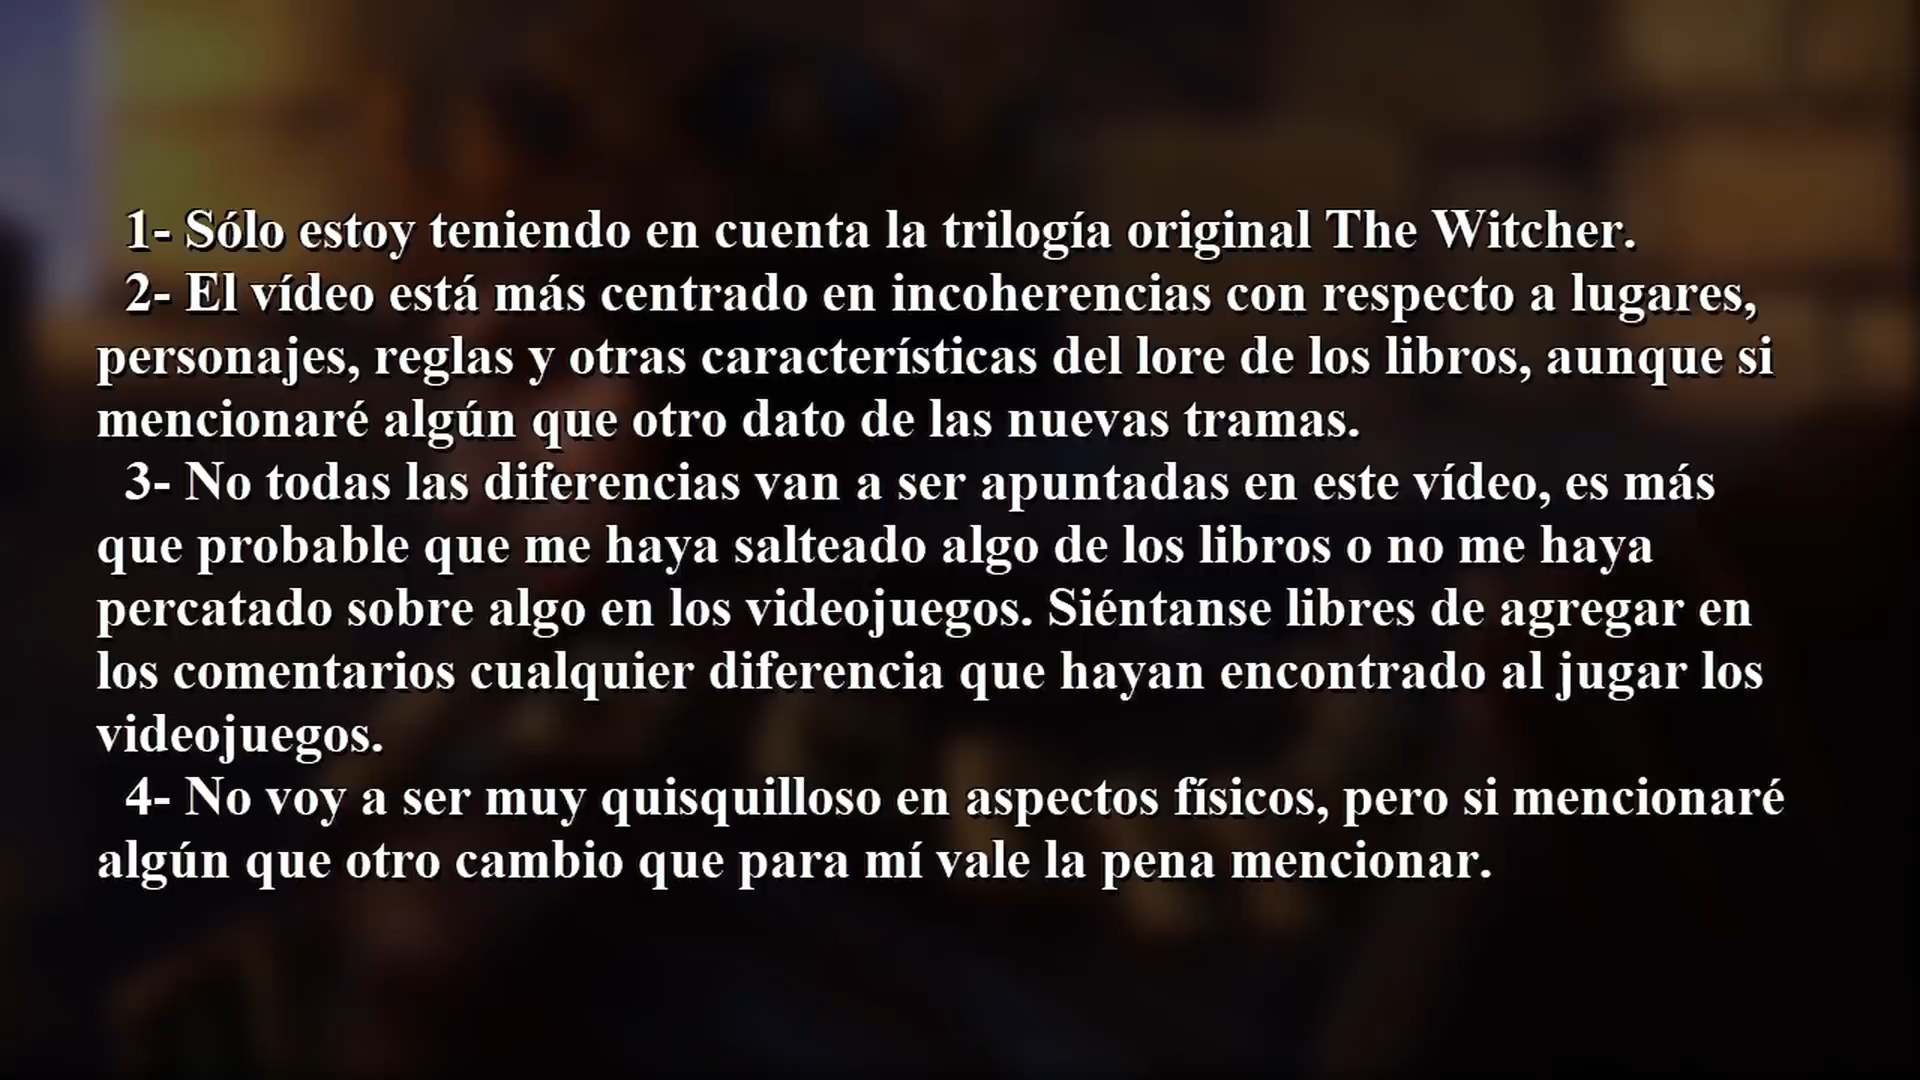 1- Sólo estoy teniendo en cuenta la trilogía original The Witcher.
2- El vídeo está más centrado en incoherencias con respecto a lugares,
personajes, reglas y otras características del lore de los libros, aunque si
mencionaré algún que otro dato de las nuevas tramas.
3- No todas las diferencias van a ser apuntadas en este vídeo, es más
que probable que me haya salteado algo de los libros o no me haya
percatado sobre algo en los videojuegos. Siéntanse libres de agregar en
los comentarios cualquier diferencia que hayan encontrado al jugar los
videojuegos.
4- No voy a ser muy quisquilloso en aspectos físicos, pero si mencionaré
algún que otro cambio que para mí vale la pena mencionar.